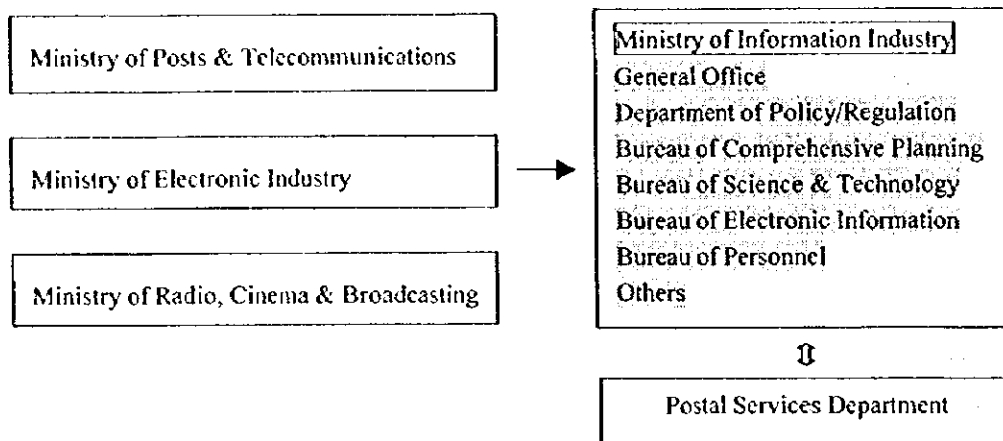 Ministry of Posts & Telecommunications
Ministry of Electronic Industry
Ministry of Radio, Cinema & Broadcasting
Ministry of Information Industry
General Office
Department of Policy/Regulation
Bureau of Comprehensive Planning
Bureau of Science & Technology
Bureau of Electronic Information
Bureau of Personnel
Others
Postal Services Department